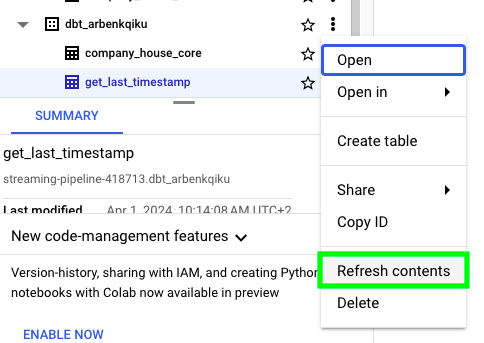 dbt_arbenkqiku
company_house_core
get_last_timestamp
SUMMARY
get_last_timestamp
streaming-pipeline-418713.dbt_arbenkqiku
Last modified Apr 1, 2024, 10:14:08 AM UTC+2
New code-management features
Version-history, sharing with IAM, and creating Python
notebooks with Colab now available in preview
ENABLE NOW
Open
Open in
Create table
Share
Copy ID
Refresh contents
Delete